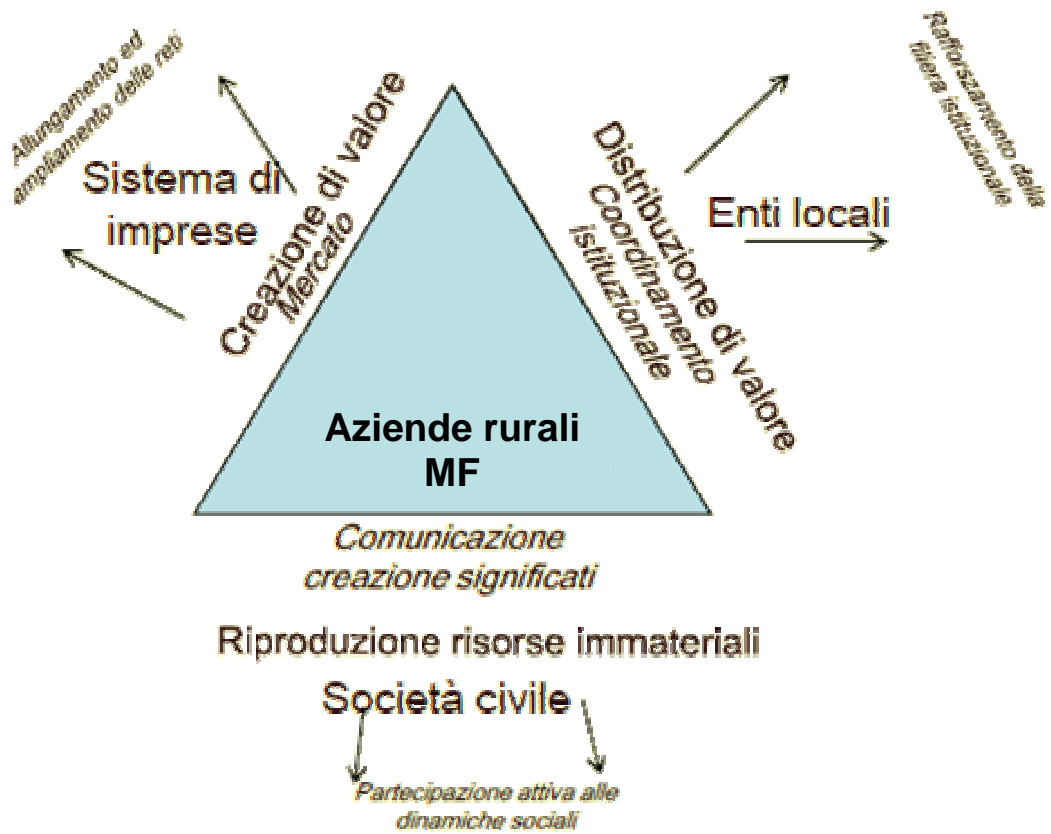 Allungamento ed
ampliamento delle reti
Sistema di
imprese
Creazione di valore
Mercato
Distribuzione di valore
Coordinamento
istituzionale
Enti locali
Rafforszamento della
filiera istituzionale
Aziende rurali
MF
Comunicazione
creazione significati
Riproduzione risorse immateriali
Società civile
Partecipazione attiva alle
dinamiche sociali